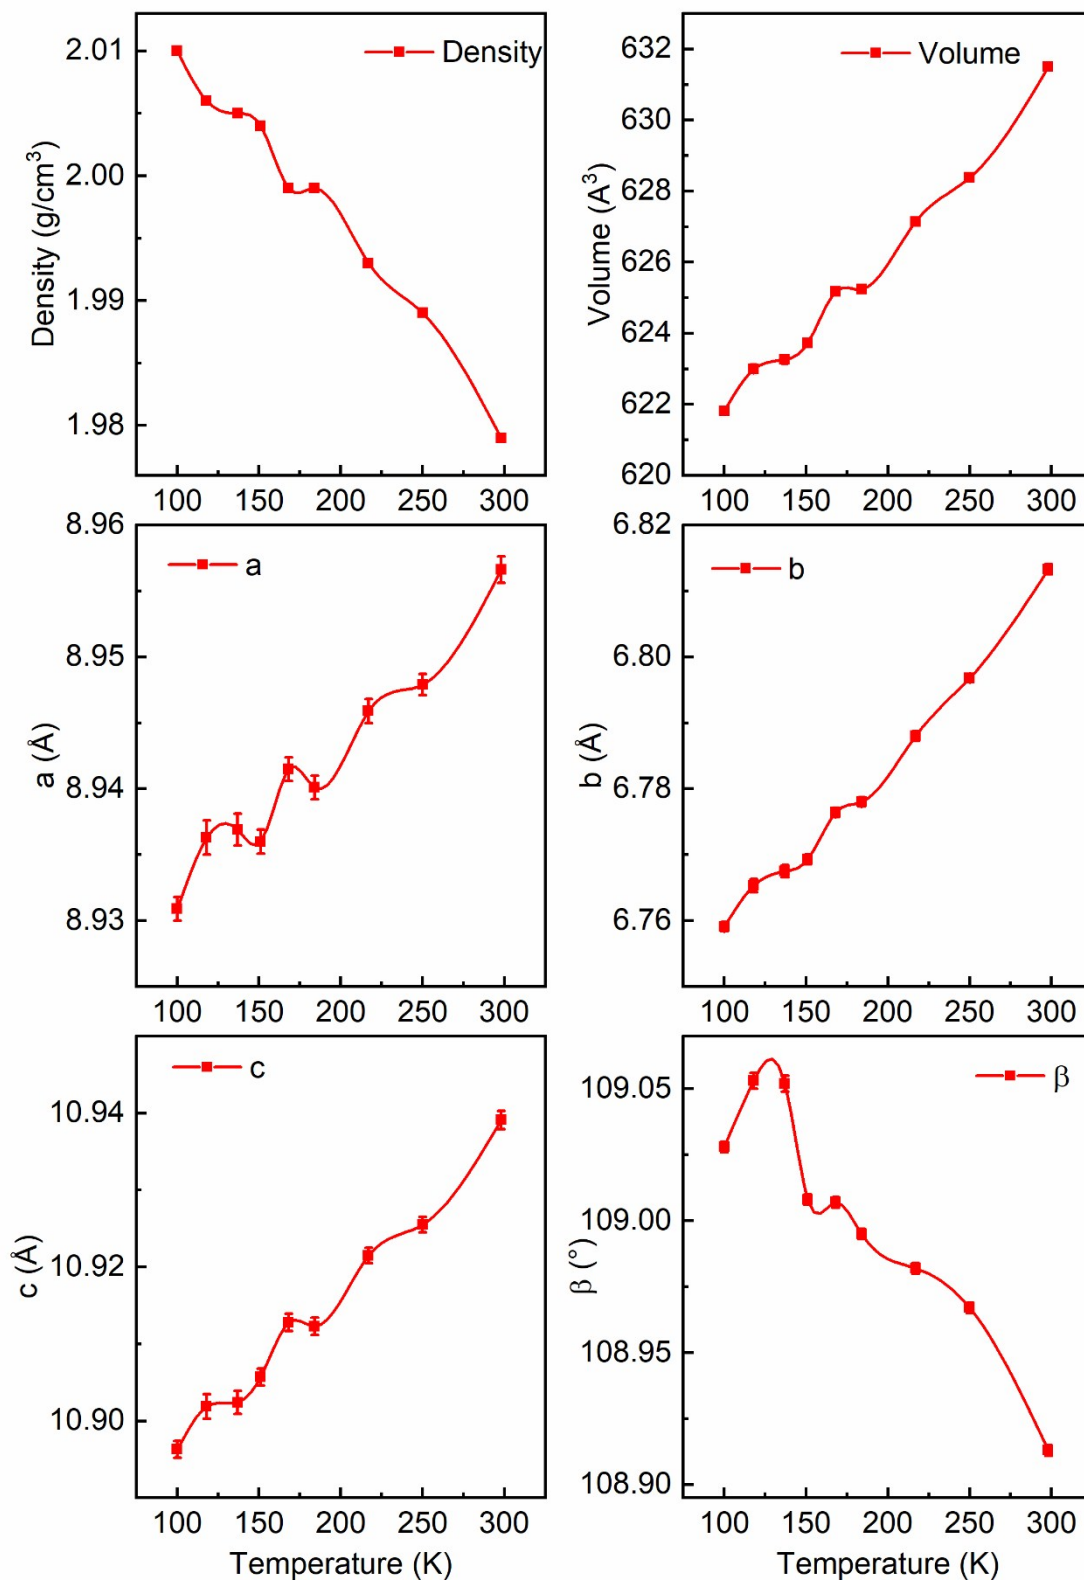 Density (g/cm³)
2.01
2.00
1.99
1.98
Density
100 150 200 250 300
Volume (A³)
632
630
628
626
624
622
620
Volume
100 150 200 250 300
a (Å)
8.96
8.95
8.94
8.93
a
100 150 200 250 300
b (Å)
6.82
6.80
6.78
6.76
b
100 150 200 250 300
c (Å)
10.94
10.92
10.90
c
100 150 200 250 300
Temperature (K)
β (°)
109.05
109.00
108.95
108.90
β
100 150 200 250 300
Temperature (K)